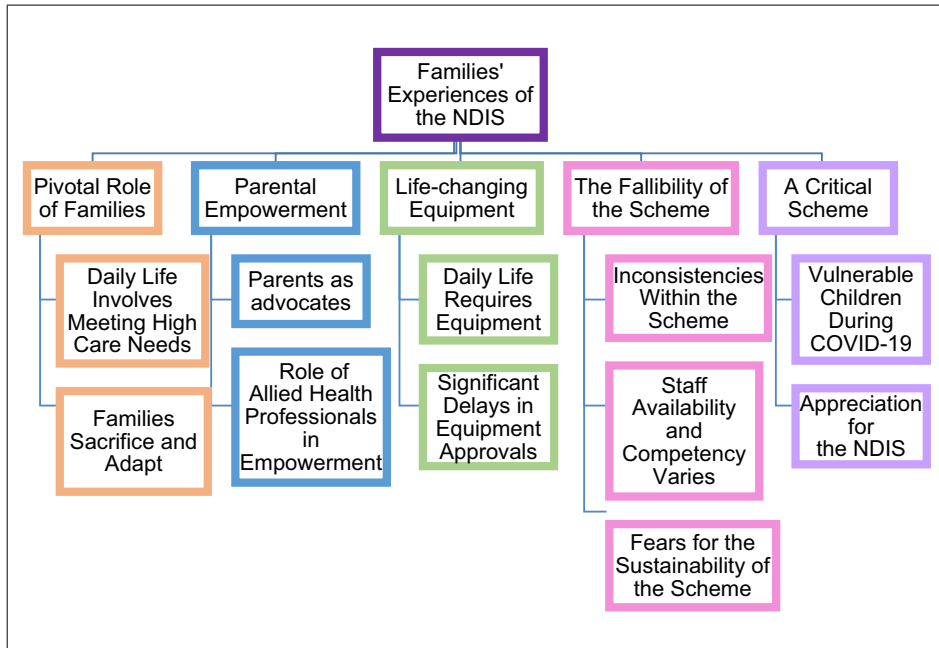 Families'
Experiences of
the NDIS
Pivotal Role
of Families
Daily Life
Involves
Meeting High
Care Needs
Families
Sacrifice and
Adapt
Parental
Empowerment
Parents as
advocates
Role of
Allied Health
Professionals
in
Empowerment
Life-changing
Equipment
Daily Life
Requires
Equipment
Significant
Delays in
Equipment
Approvals
The Fallibility of
the Scheme
Inconsistencies
Within the
Scheme
Staff
Availability
and
Competency
Varies
Fears for the
Sustainability of
the Scheme
A Critical
Scheme
Vulnerable
Children
During
COVID-19
Appreciation
for
the NDIS